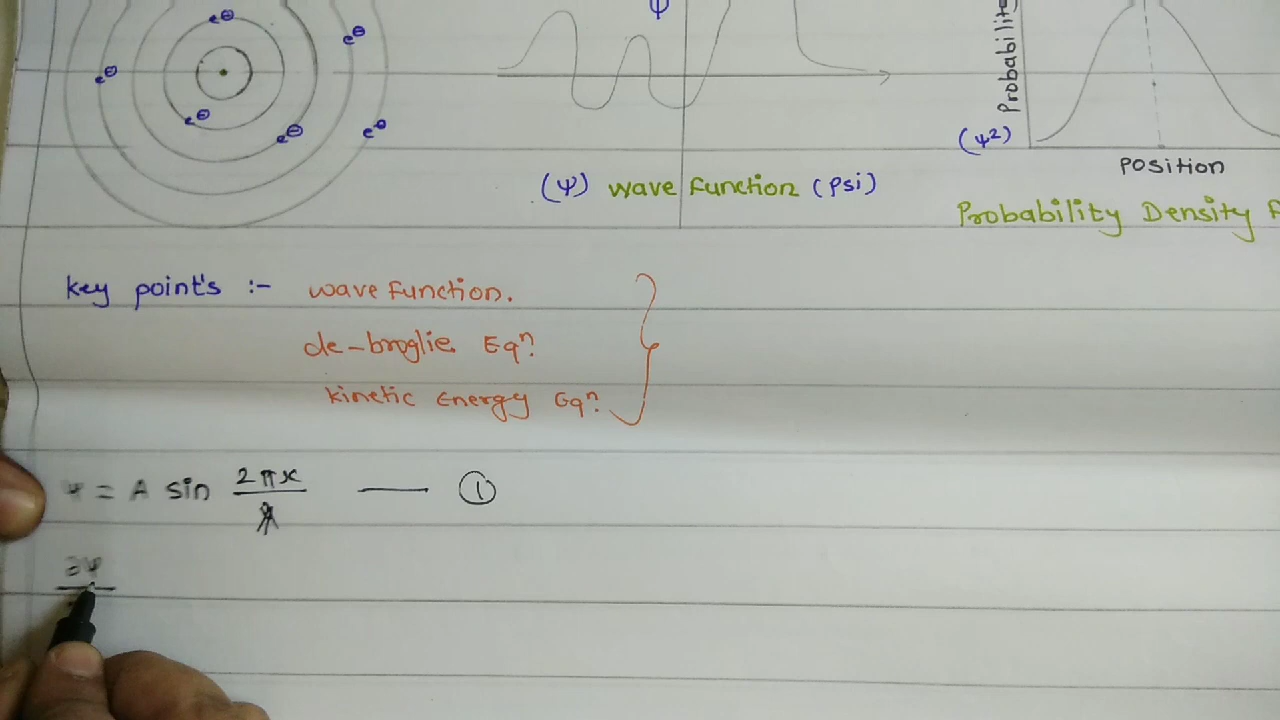 e⊖
e⊖
e⊖
e⊖
e⊖
e⊖
ψ
(ψ) wave function (psi)
Probability
(ψ²)
Position
Probability Density F
key point's :- wave function.
de-broglie Eqⁿ.
kinetic Energy Eqⁿ.
ψ = A sin 2πx/λ —— ①
∂ψ